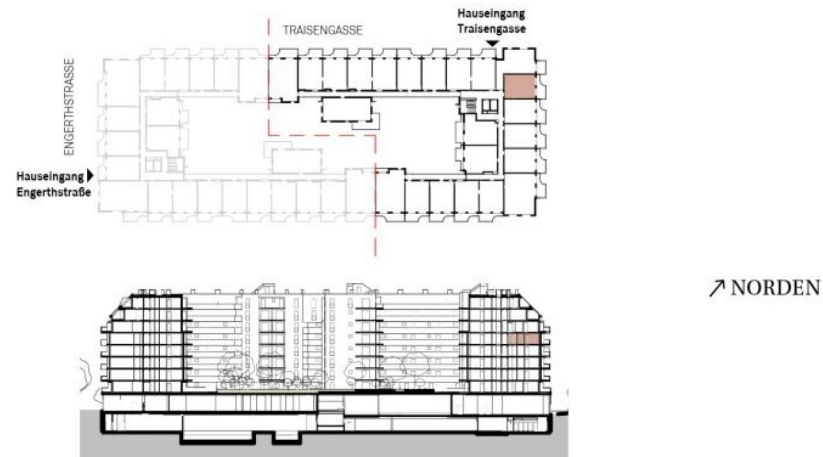 Hauseingang
Traisengasse
TRAISENGASSE
ENGERTHSTRASSE
Hauseingang
Engerthstraße
NORDEN